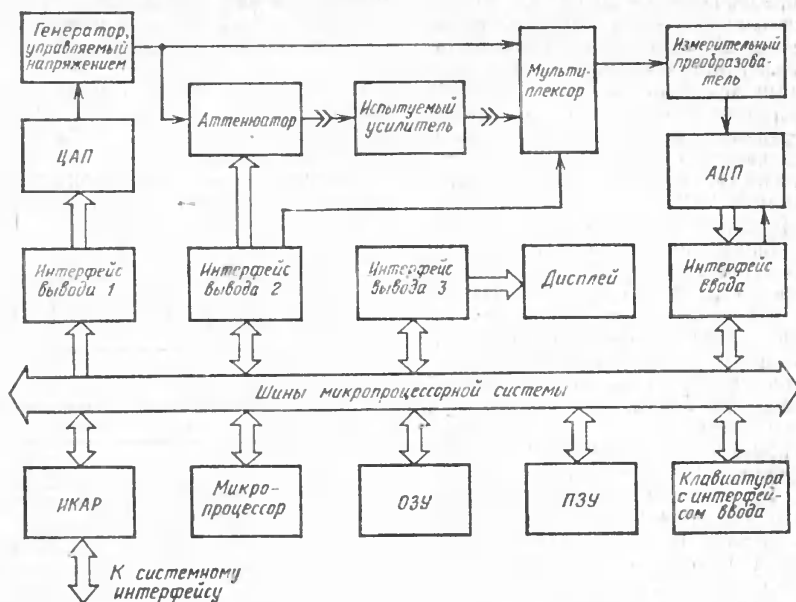 Генератор,
управляемый
напряжением
Аттенюатор
Испытуемый
усилитель
Мульти-
плексор
Измерительный
преобразова-
тель
ЦАП
АЦП
Интерфейс
вывода 1
Интерфейс
вывода 2
Интерфейс
вывода 3
Дисплей
Интерфейс
ввода
Шины микропроцессорной системы
ИКАР
Микро-
процессор
ОЗУ
ПЗУ
Клавиатура
с интерфей-
сом ввода
К системному
интерфейсу